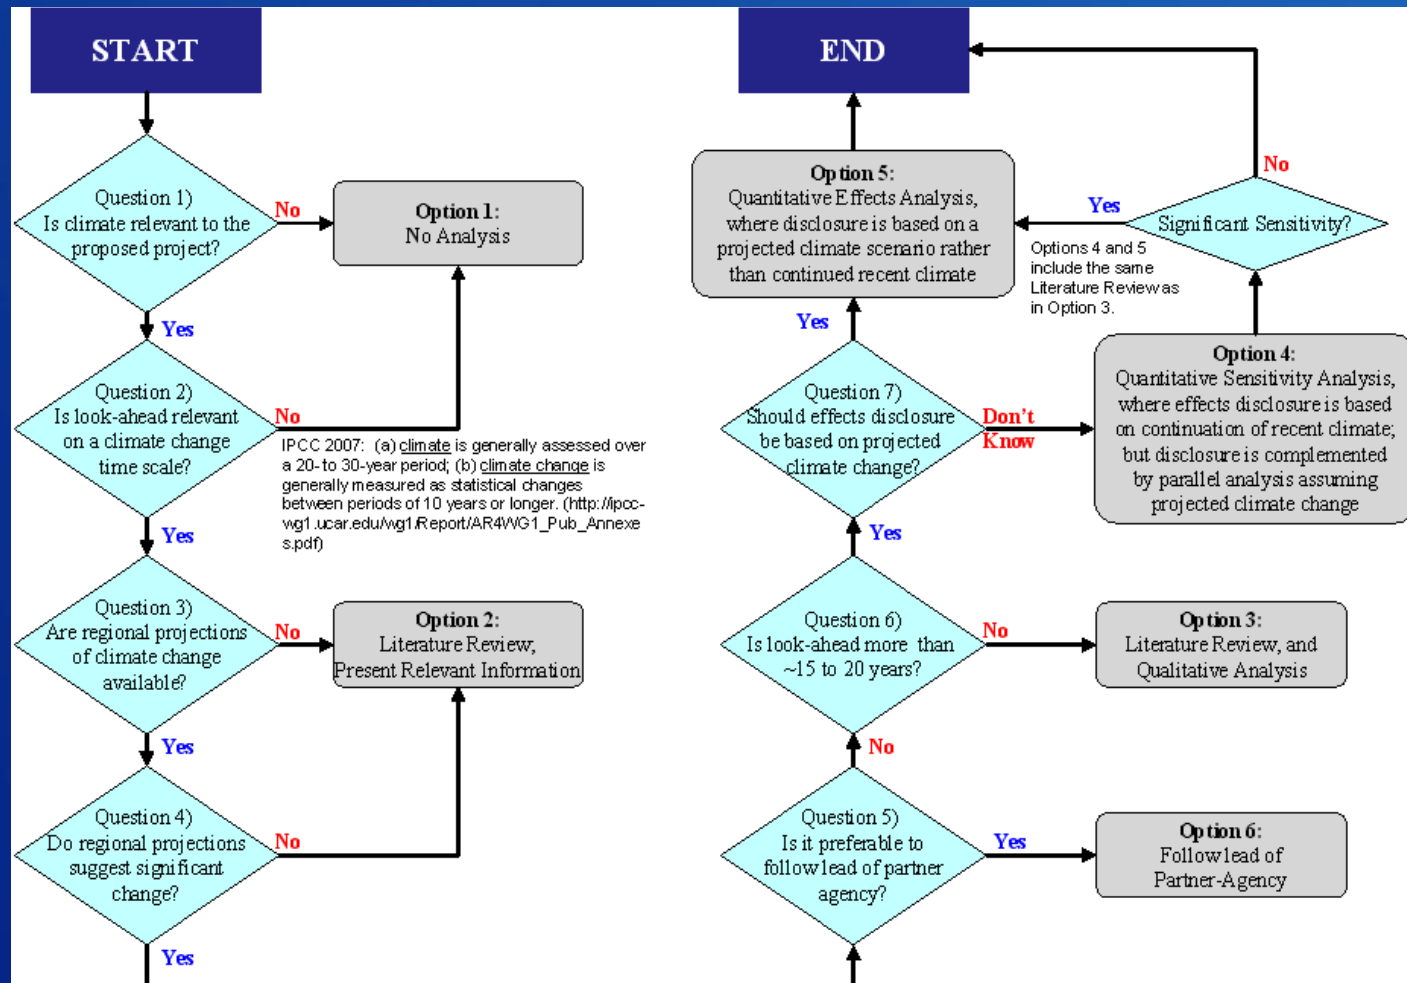 START
Question 1)
Is climate relevant to the
proposed project?
No
Option 1:
No Analysis
Yes
Question 2)
Is look-ahead relevant
on a climate change
time scale?
No
IPCC 2007:  (a) climate is generally assessed over
a 20- to 30-year period; (b) climate change is
generally measured as statistical changes
between periods of 10 years or longer. (http://ipcc-
wg1.ucar.edu/wg1/Report/AR4WG1_Pub_Annexe
s.pdf)
Yes
Question 3)
Are regional projections
of climate change
available?
No
Option 2:
Literature Review,
Present Relevant Information
Yes
Question 4)
Do regional projections
suggest significant
change?
No
Yes
END
Option 5:
Quantitative Effects Analysis,
where disclosure is based on a
projected climate scenario rather
than continued recent climate
No
Yes
Significant Sensitivity?
Options 4 and 5
include the same
Literature Review as
in Option 3.
Yes
Question 7)
Should effects disclosure
be based on projected
climate change?
Don't
Know
Option 4:
Quantitative Sensitivity Analysis,
where effects disclosure is based
on continuation of recent climate;
but disclosure is complemented
by parallel analysis assuming
projected climate change
Yes
Question 6)
Is look-ahead more than
~15 to 20 years?
No
Option 3:
Literature Review, and
Qualitative Analysis
No
Question 5)
Is it preferable to
follow lead of partner
agency?
Yes
Option 6:
Follow lead of
Partner-Agency